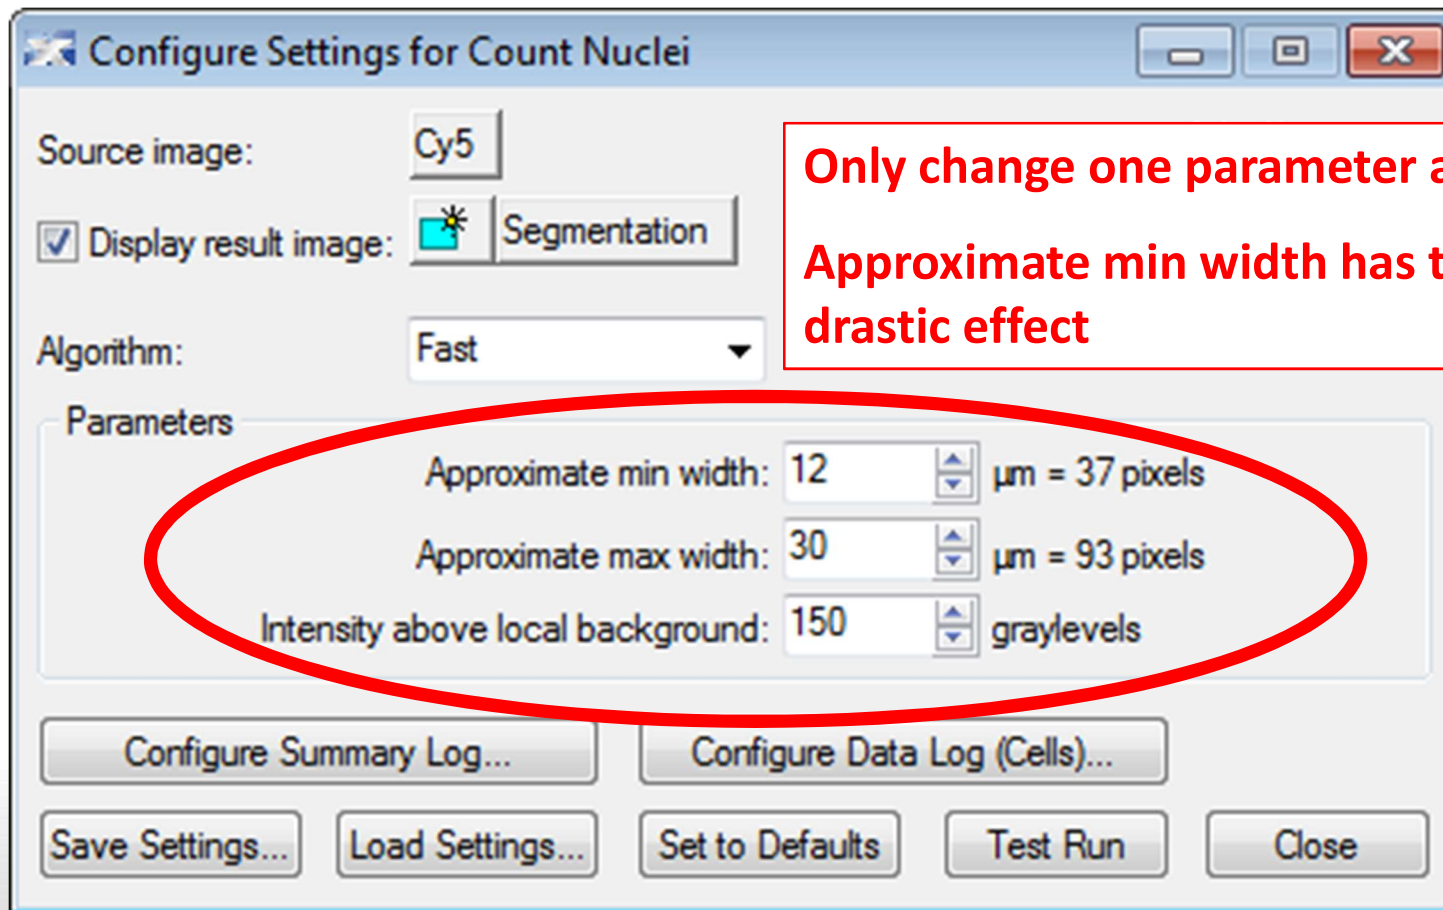 Configure Settings for Count Nuclei
Source image: Cy5
Only change one parameter
Display result image: Segmentation
Approximate min width has
drastic effect
Algorithm: Fast
Parameters
Approximate min width: 12 µm = 37 pixels
Approximate max width: 30 µm = 93 pixels
Intensity above local background: 150 graylevels
Configure Summary Log... Configure Data Log (Cells)...
Save Settings... Load Settings... Set to Defaults Test Run Close